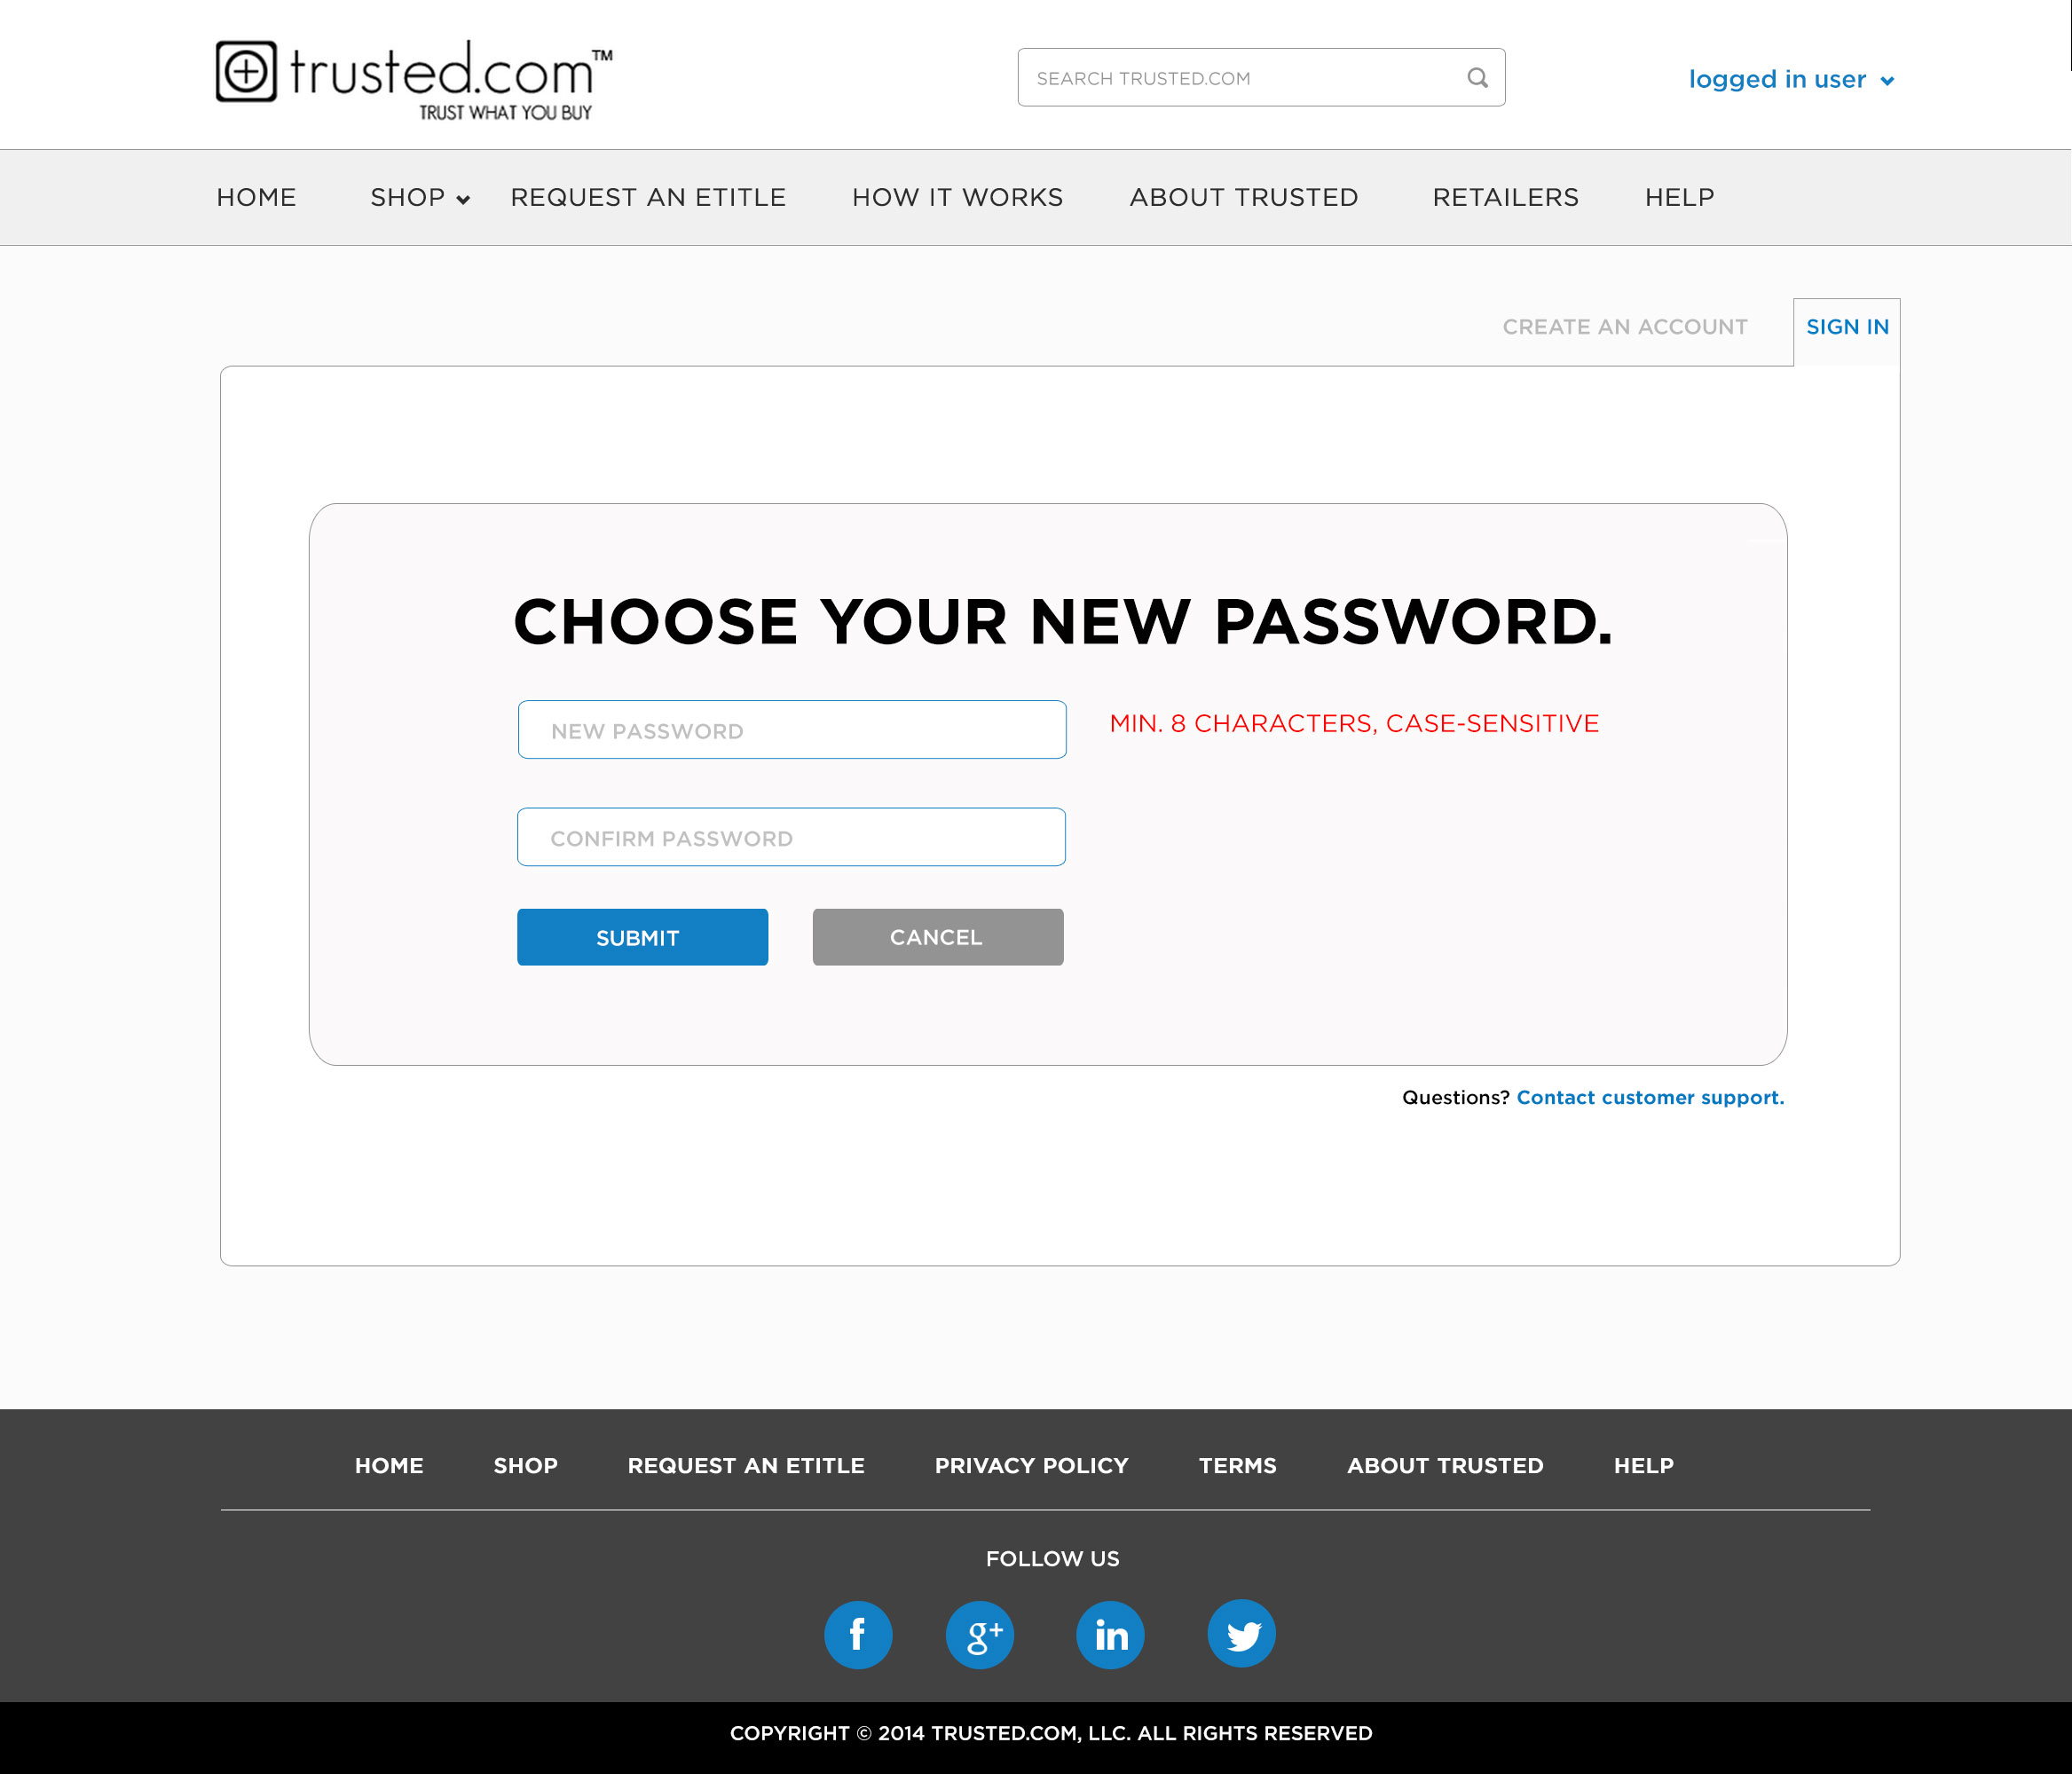 trusted.com™
TRUST WHAT YOU BUY
SEARCH TRUSTED.COM
logged in user
HOME SHOP REQUEST AN ETITLE HOW IT WORKS ABOUT TRUSTED RETAILERS HELP
CREATE AN ACCOUNT SIGN IN
CHOOSE YOUR NEW PASSWORD.
NEW PASSWORD
MIN. 8 CHARACTERS, CASE-SENSITIVE
CONFIRM PASSWORD
SUBMIT CANCEL
Questions? Contact customer support.
HOME SHOP REQUEST AN ETITLE PRIVACY POLICY TERMS ABOUT TRUSTED HELP
FOLLOW US
f g+ in
COPYRIGHT © 2014 TRUSTED.COM, LLC. ALL RIGHTS RESERVED